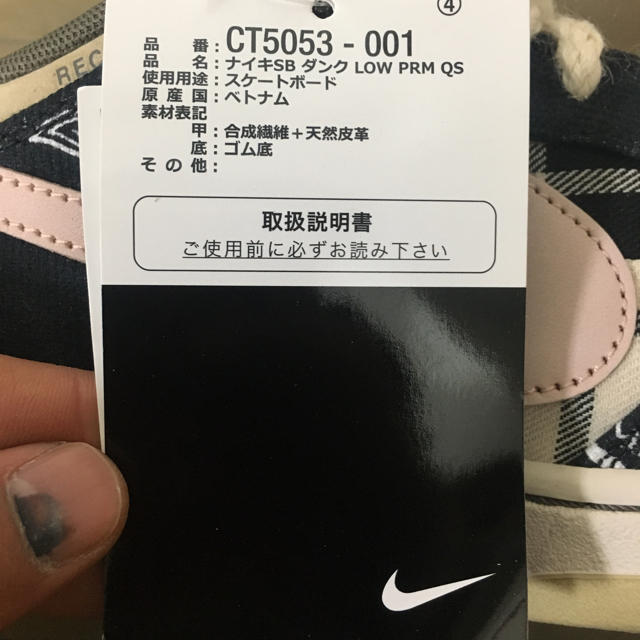 ④
品番:CT5053-001
品名:ナイキSB ダンク LOW PRM QS
使用用途:スケートボード
原産国:ベトナム
素材表記
甲:合成繊維+天然皮革
底:ゴム底
その他:
取扱説明書
ご使用前に必ずお読み下さい
REC